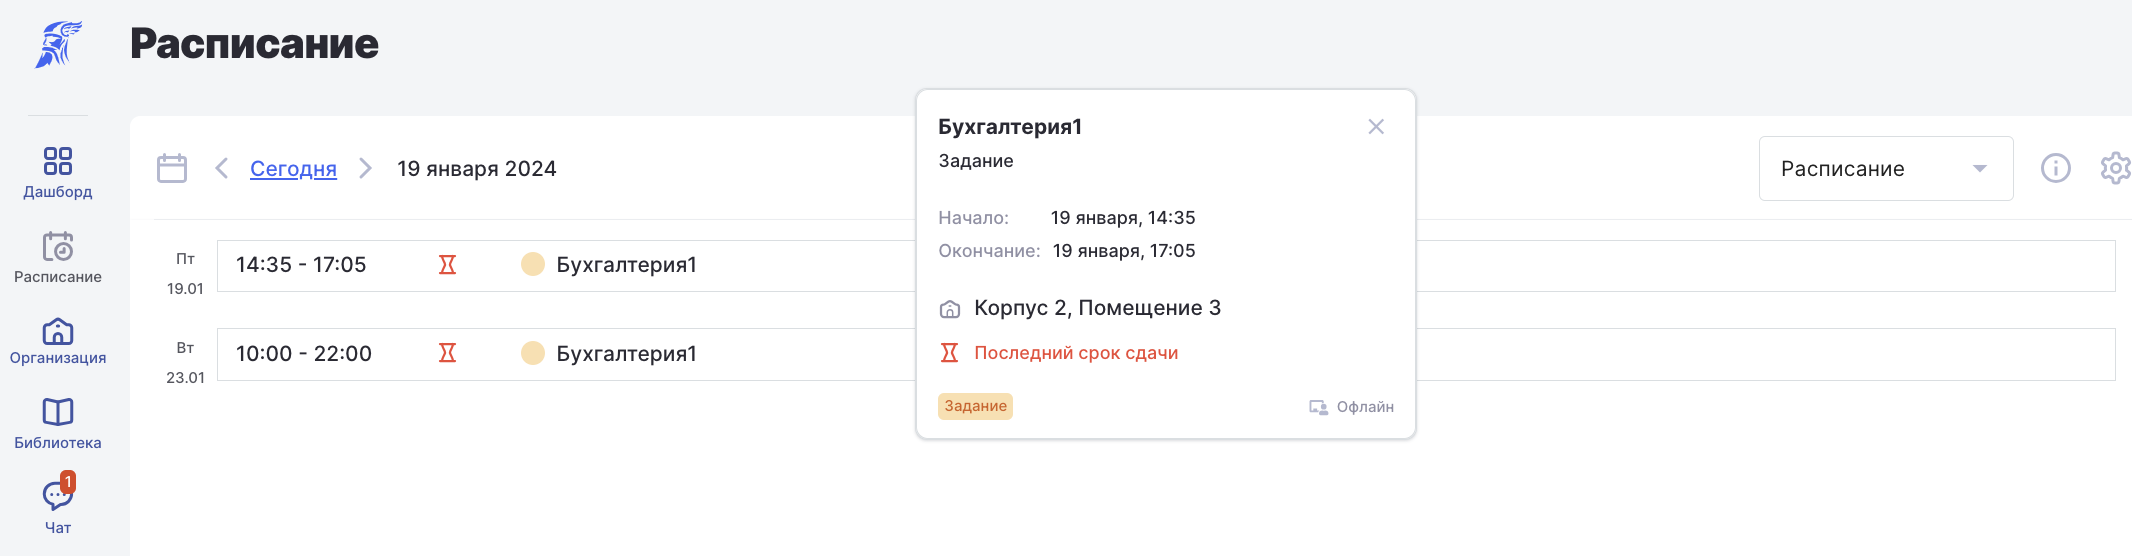 Расписание
Дашборд
Расписание
Организация
Библиотека
1
Чат
Сегодня
19 января 2024
Расписание
Пт
19.01
14:35 - 17:05
Бухгалтерия1
Вт
23.01
10:00 - 22:00
Бухгалтерия1
Бухгалтерия1
Задание
Начало: 19 января, 14:35
Окончание: 19 января, 17:05
Корпус 2, Помещение 3
Последний срок сдачи
Задание
Офлайн